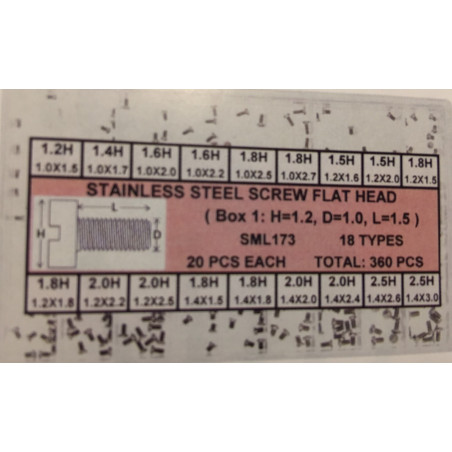 1.2H 1.4H 1.6H 1.6H 1.8H 1.8H 1.5H 1.5H 1.8H
1.0X1.5 1.0X1.7 1.0X2.0 1.0X2.2 1.0X2.5 1.0X2.7 1.2X1.6 1.2X2.0 1.2X1.5
STAINLESS STEEL SCREW FLAT HEAD
( Box 1: H=1.2, D=1.0, L=1.5 )
L
H
D
SML173 18 TYPES
20 PCS EACH TOTAL: 360 PCS
1.8H 2.0H 2.0H 1.8H 1.8H 2.0H 2.0H 2.5H 2.5H
1.2X1.8 1.2X2.2 1.2X2.5 1.4X1.5 1.4X1.8 1.4X2.0 1.4X2.4 1.4X2.6 1.4X3.0